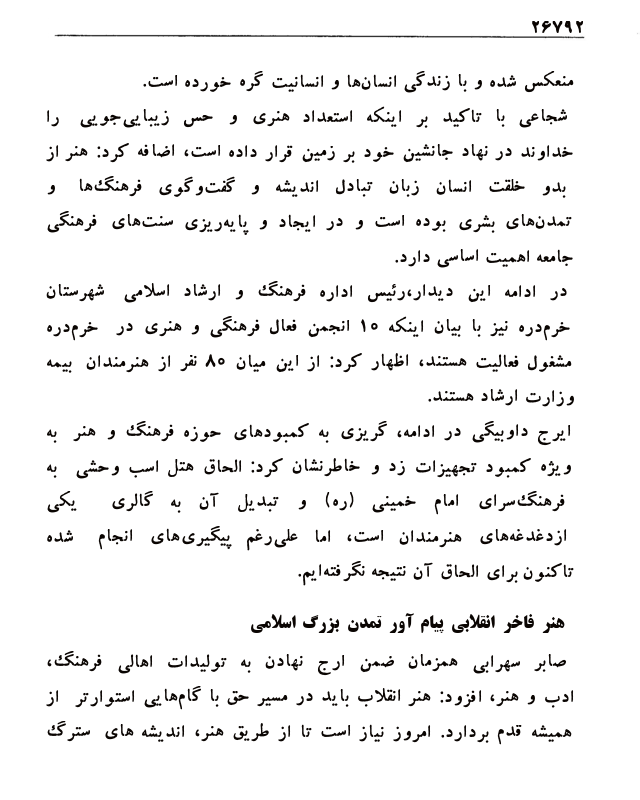 ۲۶۷۹۲
منعکس شده و با زندگی انسان‌ها و انسانیت گره خورده است.
شجاعی با تاکید بر اینکه استعداد هنری و حس زیبایی‌جویی را
خداوند در نهاد جانشین خود بر زمین قرار داده است، اضافه کرد: هنر از
بدو خلقت انسان زبان تبادل اندیشه و گفت‌وگوی فرهنگ‌ها و
تمدن‌های بشری بوده است و در ایجاد و پایه‌ریزی سنت‌های فرهنگی
جامعه اهمیت اساسی دارد.
در ادامه این دیدار،رئیس اداره فرهنگ و ارشاد اسلامی شهرستان
خرم‌دره نیز با بیان اینکه ۱۰ انجمن فعال فرهنگی و هنری در خرم‌دره
مشغول فعالیت هستند، اظهار کرد: از این میان ۸۰ نفر از هنرمندان بیمه
وزارت ارشاد هستند.
ایرج داوبیگی در ادامه، گریزی به کمبودهای حوزه فرهنگ و هنر به
ویژه کمبود تجهیزات زد و خاطرنشان کرد: الحاق هتل اسب وحشی به
فرهنگ‌سرای امام خمینی (ره) و تبدیل آن به گالری یکی
ازدغدغه‌های هنرمندان است، اما علی‌رغم پیگیری‌های انجام شده
تاکنون برای الحاق آن نتیجه نگرفته‌ایم.
هنر فاخر انقلابی پیام آور تمدن بزرگ اسلامی
صابر سهرابی همزمان ضمن ارج نهادن به تولیدات اهالی فرهنگ،
ادب و هنر، افزود: هنر انقلاب باید در مسیر حق با گام‌هایی استوارتر از
همیشه قدم بردارد. امروز نیاز است تا از طریق هنر، اندیشه های سترگ